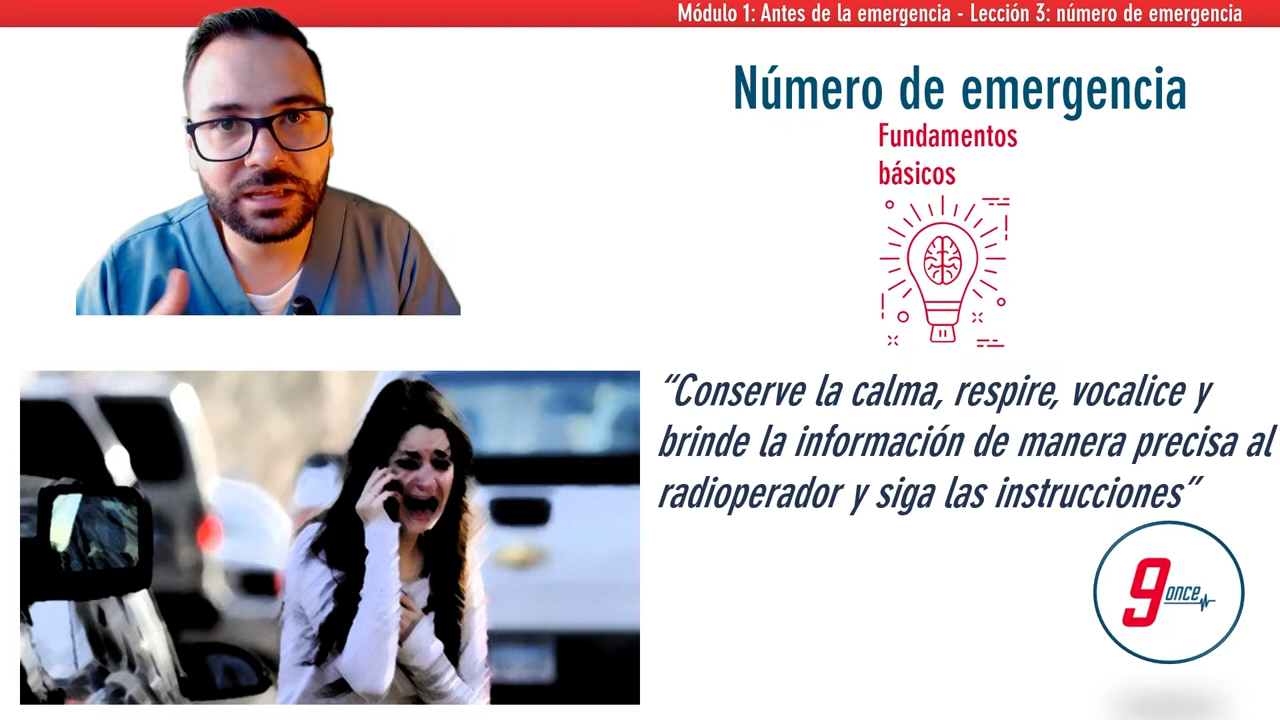 Módulo 1: Antes de la emergencia - Lección 3: número de emergencia
Número de emergencia
Fundamentos
básicos
“Conserve la calma, respire, vocalice y
brinde la información de manera precisa al
radioperador y siga las instrucciones”
9once